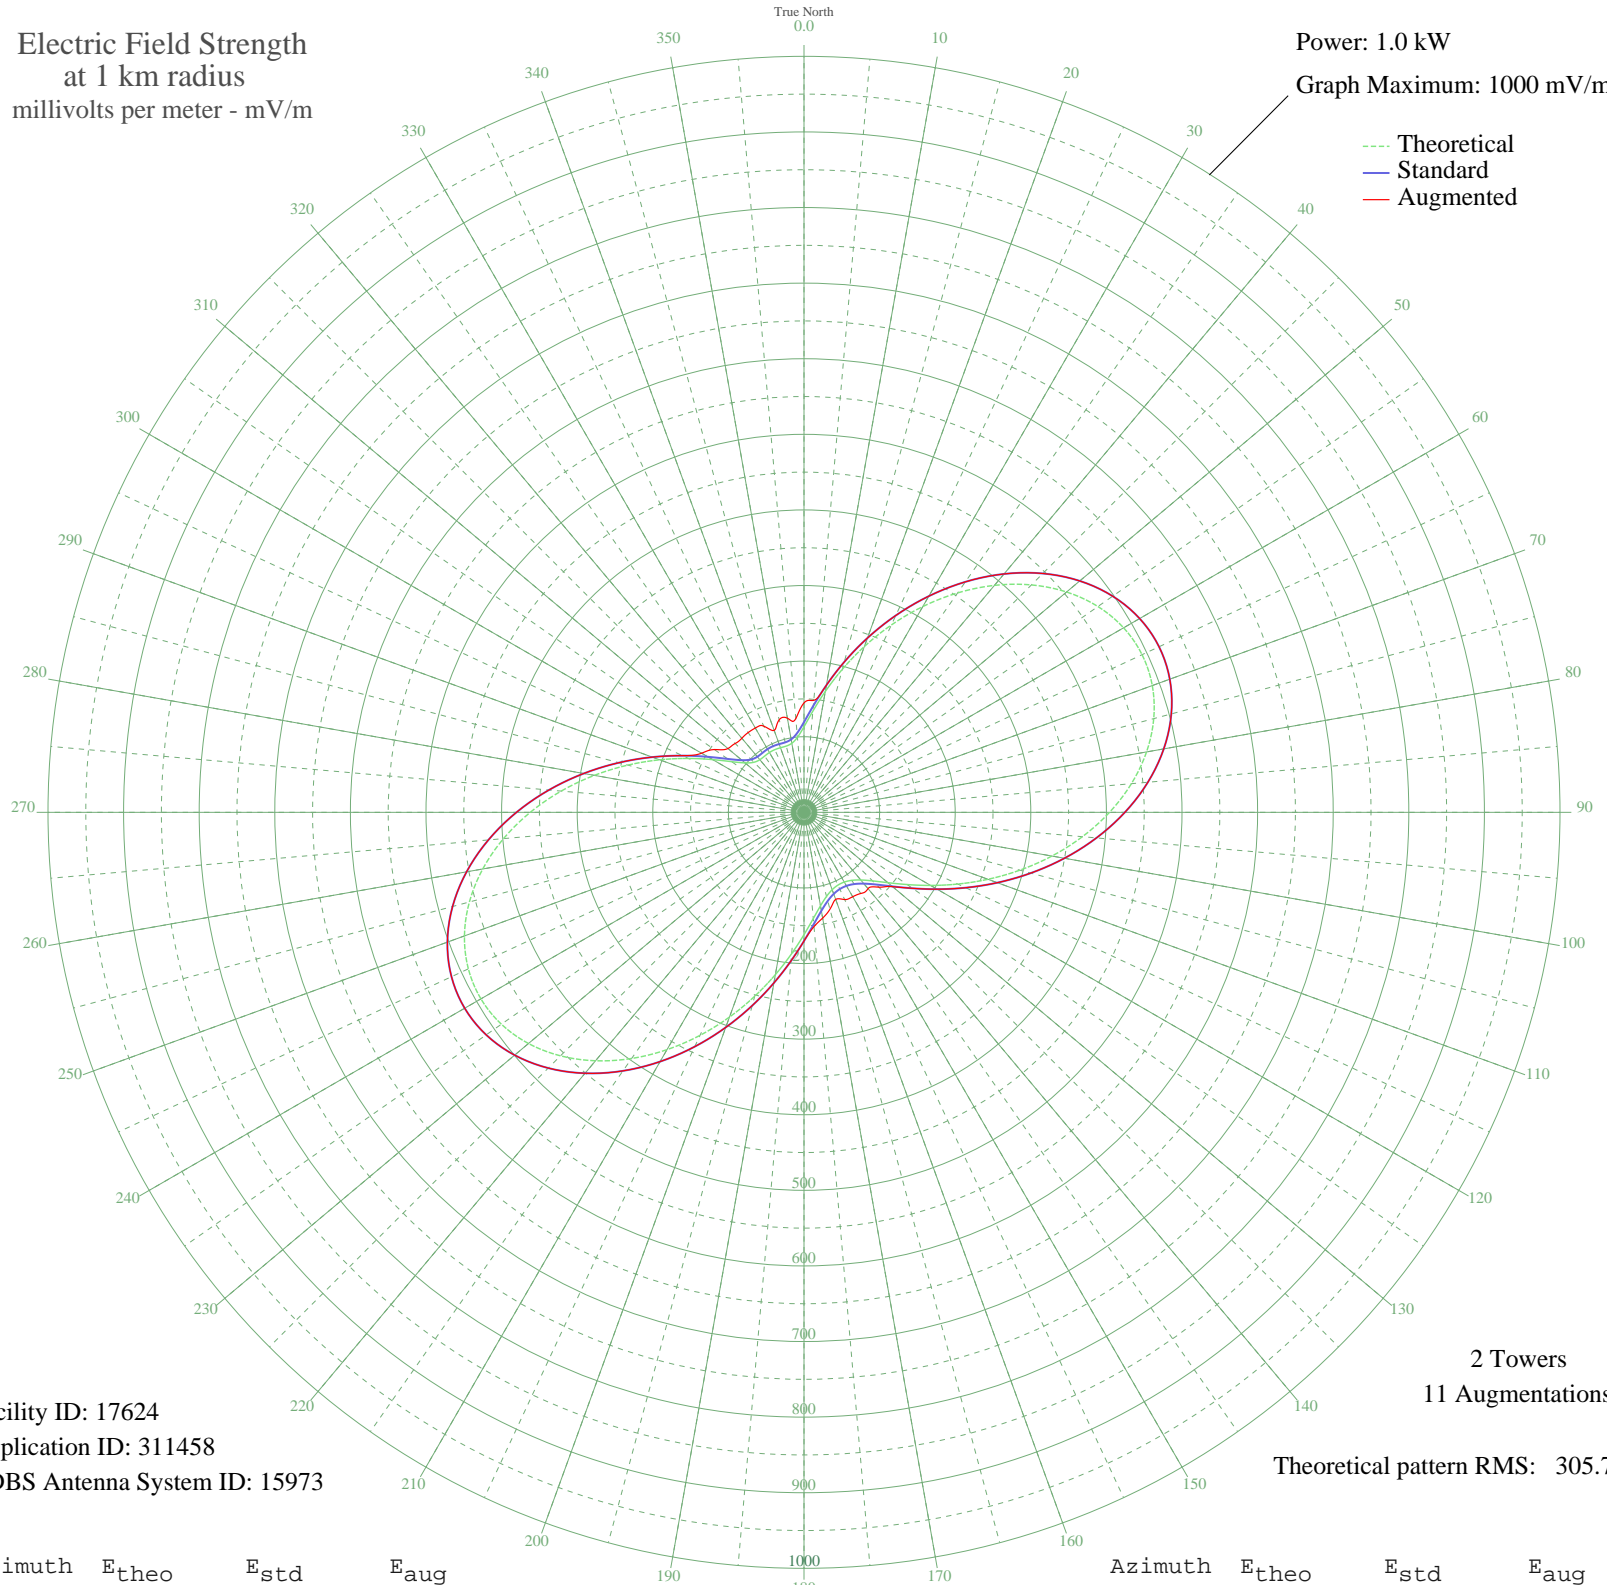 True North
0.0
Electric Field Strength
at 1 km radius
millivolts per meter - mV/m
Power: 1.0 kW
Graph Maximum: 1000 mV/m
Theoretical
Standard
Augmented
10
20
30
40
50
60
70
80
90
100
110
120
130
140
150
160
170
190
200
210
220
230
240
250
260
270
280
290
300
310
320
330
340
350
200
300
400
500
600
700
800
900
1000
2 Towers
11 Augmentations
Theoretical pattern RMS: 305.7
cility ID: 17624
plication ID: 311458
DBS Antenna System ID: 15973
imuth Etheo Estd Eaug
Azimuth Etheo Estd Eaug